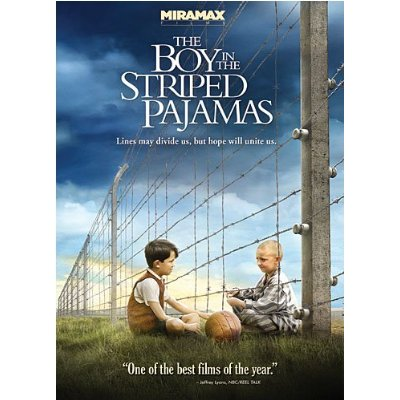 MIRAMAX
FILMS
THE
BOY IN THE
STRIPED
PAJAMAS
Lines may divide us, but hope will unite us.
"One of the best films of the year."
- Jeffrey Lyons, NBC/REEL TALK